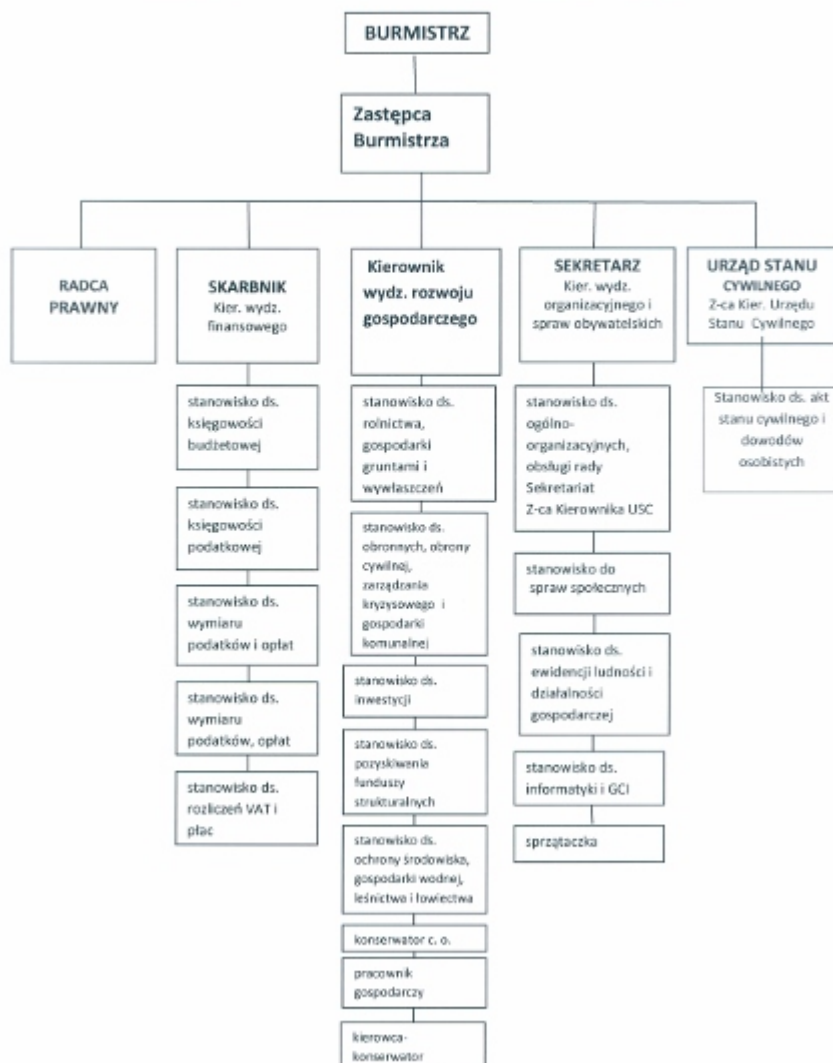 BURMISTRZ
Zastępca
Burmistrza
RADCA
PRAWNY
SKARBNIK
Kier. wydz.
finansowego
stanowisko ds.
księgowości
budżetowej
stanowisko ds.
księgowości
podatkowej
stanowisko ds.
wymiaru
podatków i opłat
stanowisko ds.
wymiaru
podatków, opłat
stanowisko ds.
rozliczeń VAT i
płac
Kierownik
wydz. rozwoju
gospodarczego
stanowisko ds.
rolnictwa,
gospodarki
gruntami i
wywłaszczeń
stanowisko ds.
obronnych, obrony
cywilnej,
zarządzania
kryzysowego i
gospodarki
komunalnej
stanowisko ds.
inwestycji
stanowisko ds.
pozyskiwania
funduszy
strukturalnych
stanowisko ds.
ochrony środowiska,
gospodarki wodnej,
leśnictwa i łowiectwa
konserwator c. o.
pracownik
gospodarczy
kierowca-
konserwator
SEKRETARZ
Kier. wydz.
organizacyjnego i
spraw obywatelskich
stanowisko ds.
ogólno-
organizacyjnych,
obsługi rady
Sekretariat
Z-ca Kierownika USC
stanowisko do
spraw społecznych
stanowisko ds.
ewidencji ludności i
działalności
gospodarczej
stanowisko ds.
informatyki i GCI
sprzątaczka
URZĄD STANU
CYWILNEGO
Z-ca Kier. Urzędu
Stanu Cywilnego
Stanowisko ds. akt
stanu cywilnego i
dowodów
osobistych